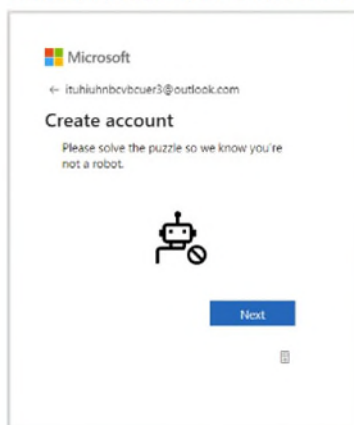 Microsoft
← ituhiuhnbcvbcuer3@outlook.com
Create account
Please solve the puzzle so we know you're
not a robot.
Next